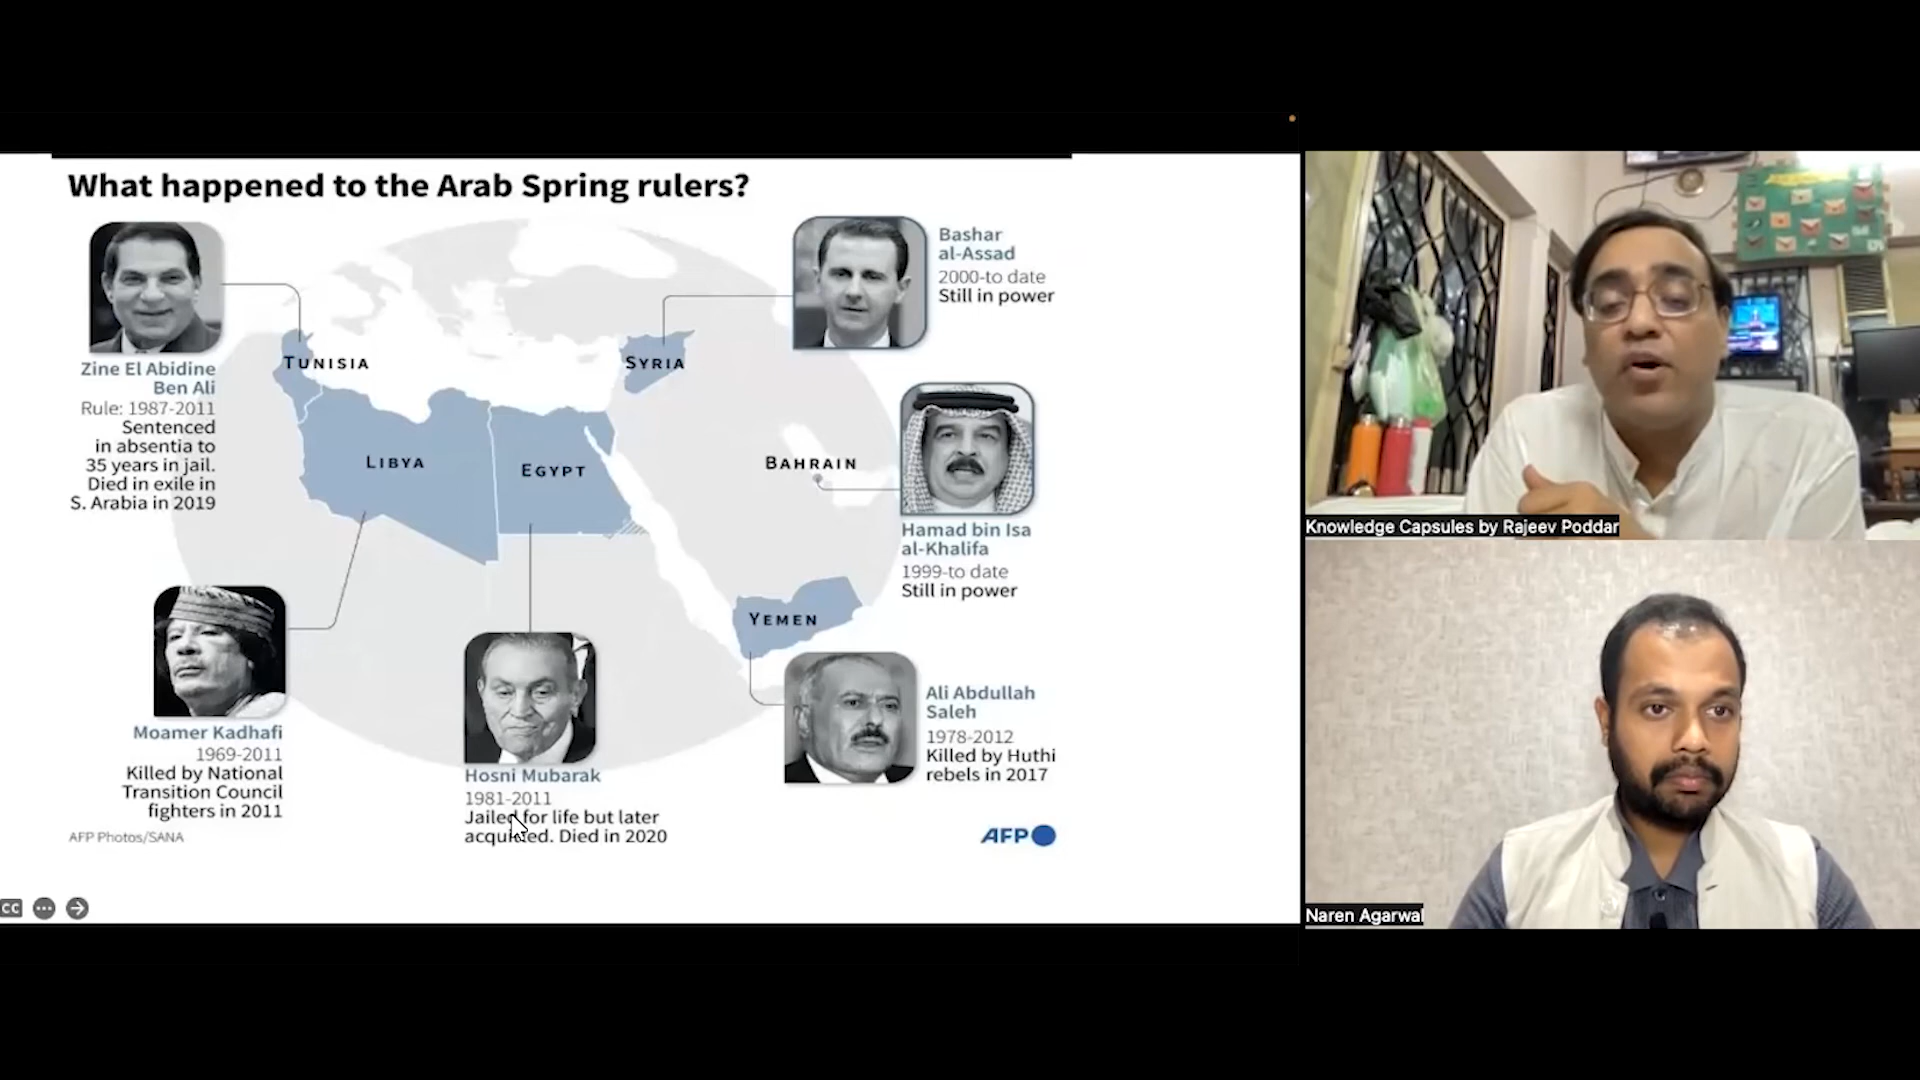 What happened to the Arab Spring rulers?
Zine El Abidine
Ben Ali
Rule: 1987-2011
Sentenced
in absentia to
35 years in jail.
Died in exile in
S. Arabia in 2019
TUNISIA
SYRIA
Bashar
al-Assad
2000-to date
Still in power
LIBYA
EGYPT
BAHRAIN
Hamad bin Isa
al-Khalifa
1999-to date
Still in power
YEMEN
Moamer Kadhafi
1969-2011
Killed by National
Transition Council
fighters in 2011
Hosni Mubarak
1981-2011
Jailed for life but later
acquitted. Died in 2020
Ali Abdullah
Saleh
1978-2012
Killed by Huthi
rebels in 2017
AFP Photos/SANA
AFP
CC
Knowledge Capsules by Rajeev Poddar
Naren Agarwal